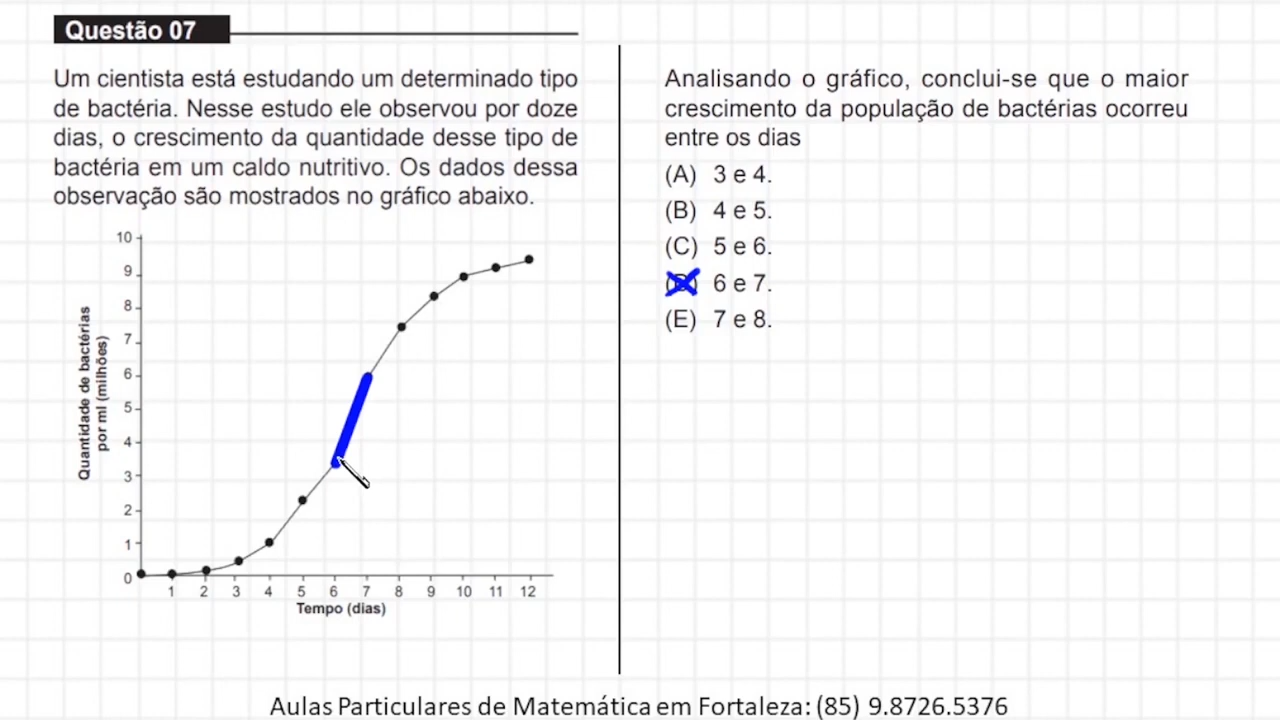 Questão 07
Um cientista está estudando um determinado tipo
de bactéria. Nesse estudo ele observou por doze
dias, o crescimento da quantidade desse tipo de
bactéria em um caldo nutritivo. Os dados dessa
observação são mostrados no gráfico abaixo.
10
9
8
7
6
5
4
3
2
1
0
Quantidade de bactérias
por ml (milhões)
1 2 3 4 5 6 7 8 9 10 11 12
Tempo (dias)
Analisando o gráfico, conclui-se que o maior
crescimento da população de bactérias ocorreu
entre os dias
(A) 3 e 4.
(B) 4 e 5.
(C) 5 e 6.
(D) 6 e 7.
(E) 7 e 8.
Aulas Particulares de Matemática em Fortaleza: (85) 9.8726.5376